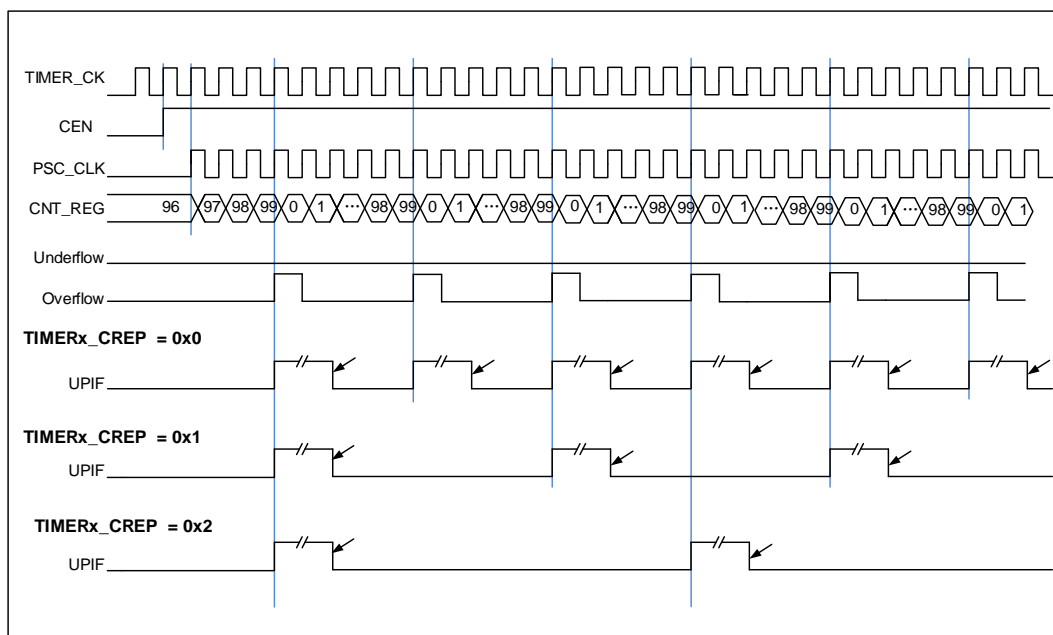 TIMER_CK
CEN
PSC_CLK
CNT_REG 96 97 98 99 0 1 ... 98 99 0 1 ... 98 99 0 1 ... 98 99 0 1 ... 98 99 0 1 ... 98 99 0 1
Underflow
Overflow
TIMERx_CREP = 0x0
UPIF
TIMERx_CREP = 0x1
UPIF
TIMERx_CREP = 0x2
UPIF